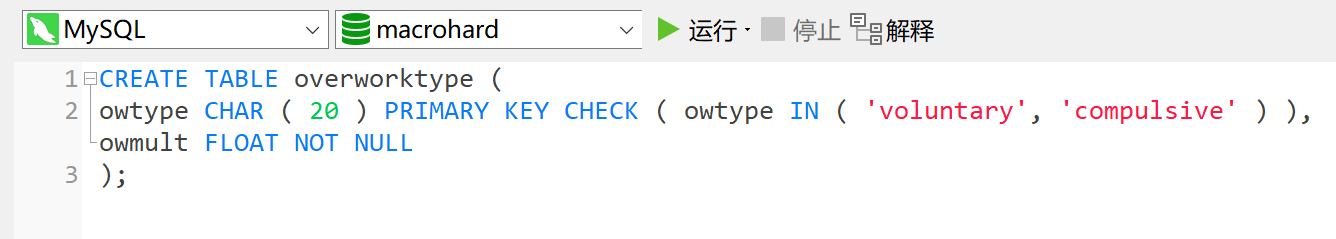 MySQL macrohard 运行 停止 解释
1 CREATE TABLE overworktype (
2 owtype CHAR ( 20 ) PRIMARY KEY CHECK ( owtype IN ( 'voluntary', 'compulsive' ) ),
owmult FLOAT NOT NULL
3 );